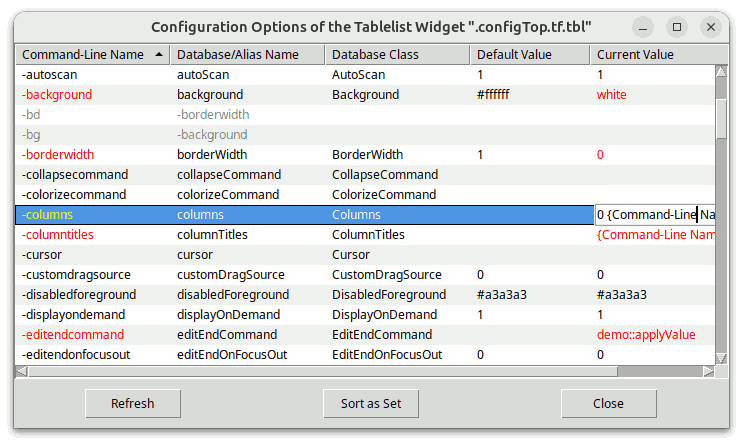 Configuration Options of the Tablelist Widget ".configTop.tf.tbl"
Command-Line Name Database/Alias Name Database Class Default Value Current Value
-autoscan autoScan AutoScan 1 1
-background background Background #ffffff white
-bd -borderwidth
-bg -background
-borderwidth borderWidth BorderWidth 1 0
-collapsecommand collapseCommand CollapseCommand
-colorizecommand colorizeCommand ColorizeCommand
-columns columns Columns 0 {Command-Line Na
-columntitles columnTitles ColumnTitles {Command-Line Nam
-cursor cursor Cursor
-customdragsource customDragSource CustomDragSource 0 0
-disabledforeground disabledForeground DisabledForeground #a3a3a3 #a3a3a3
-displayondemand displayOnDemand DisplayOnDemand 1 1
-editendcommand editEndCommand EditEndCommand demo::applyValue
-editendonfocusout editEndOnFocusOut EditEndOnFocusOut 0 0
Refresh Sort as Set Close